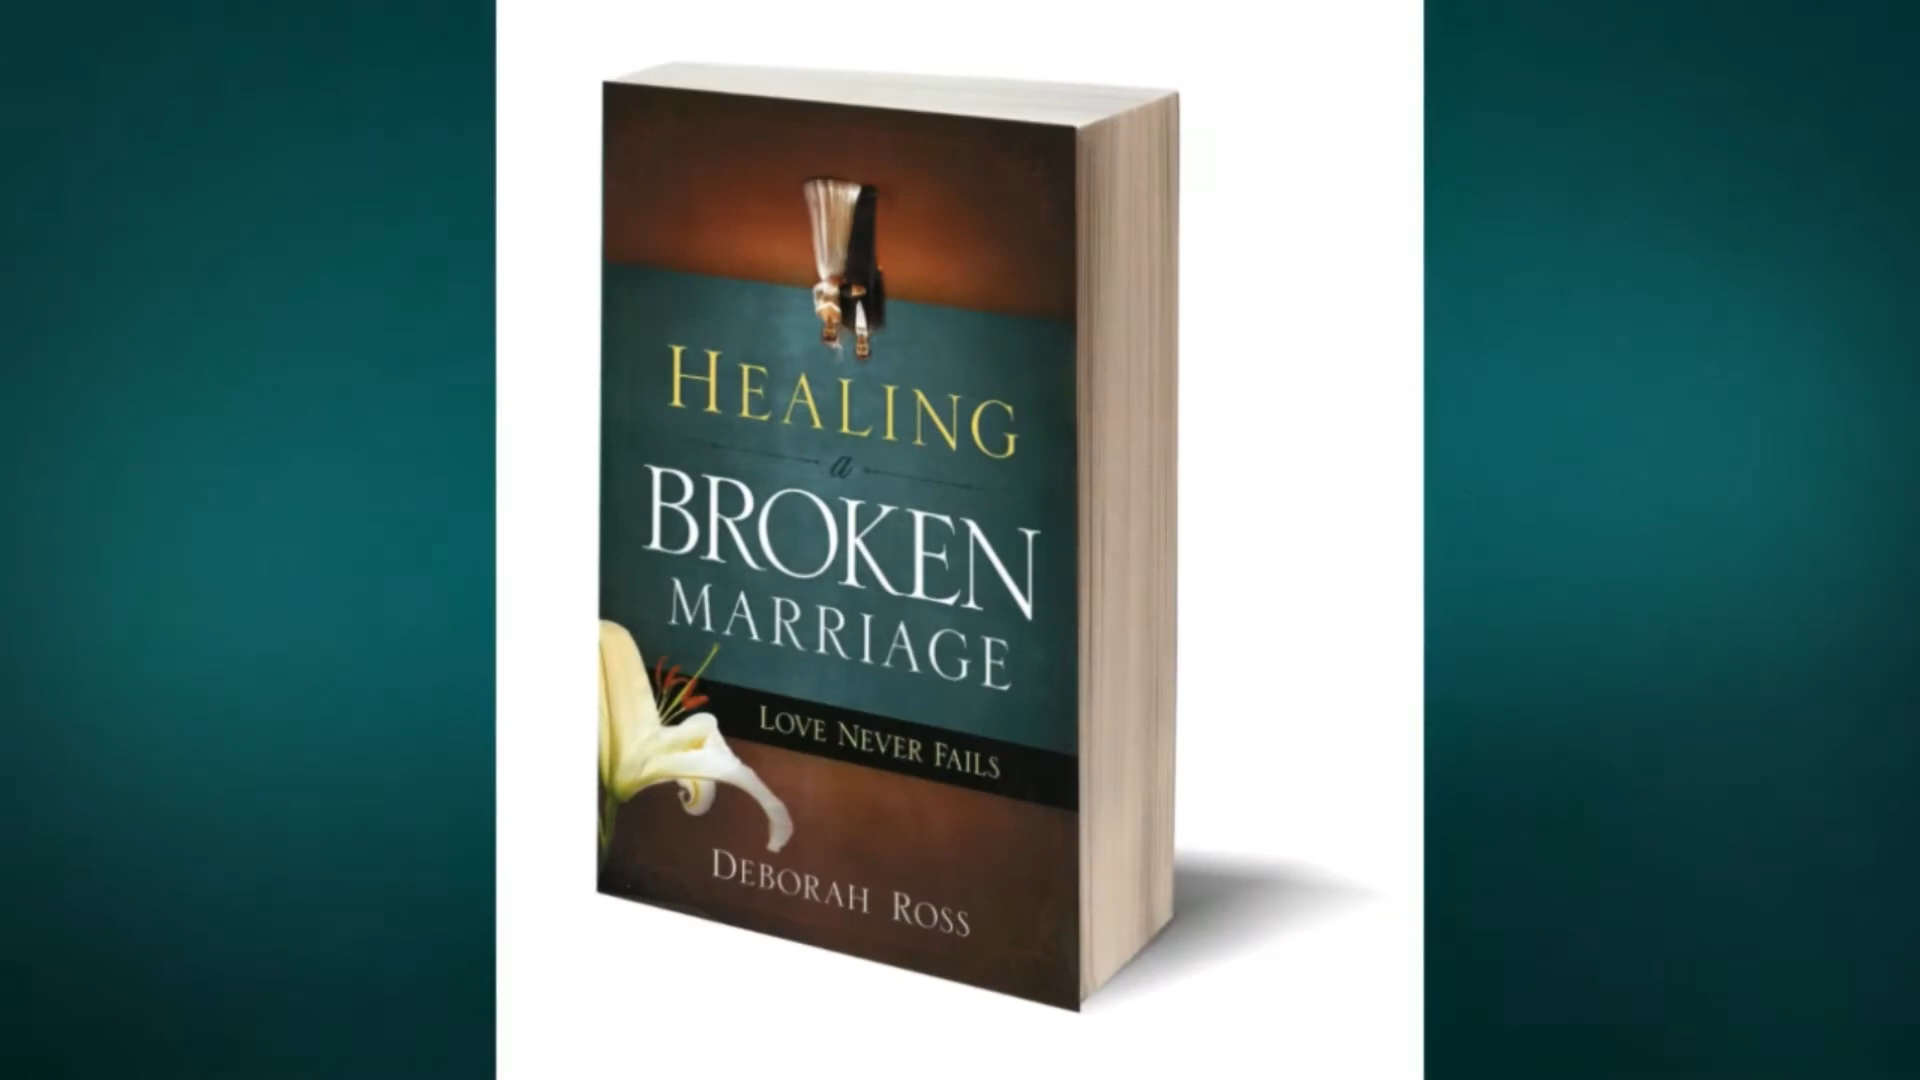 HEALING
a
BROKEN
MARRIAGE
LOVE NEVER FAILS
DEBORAH ROSS